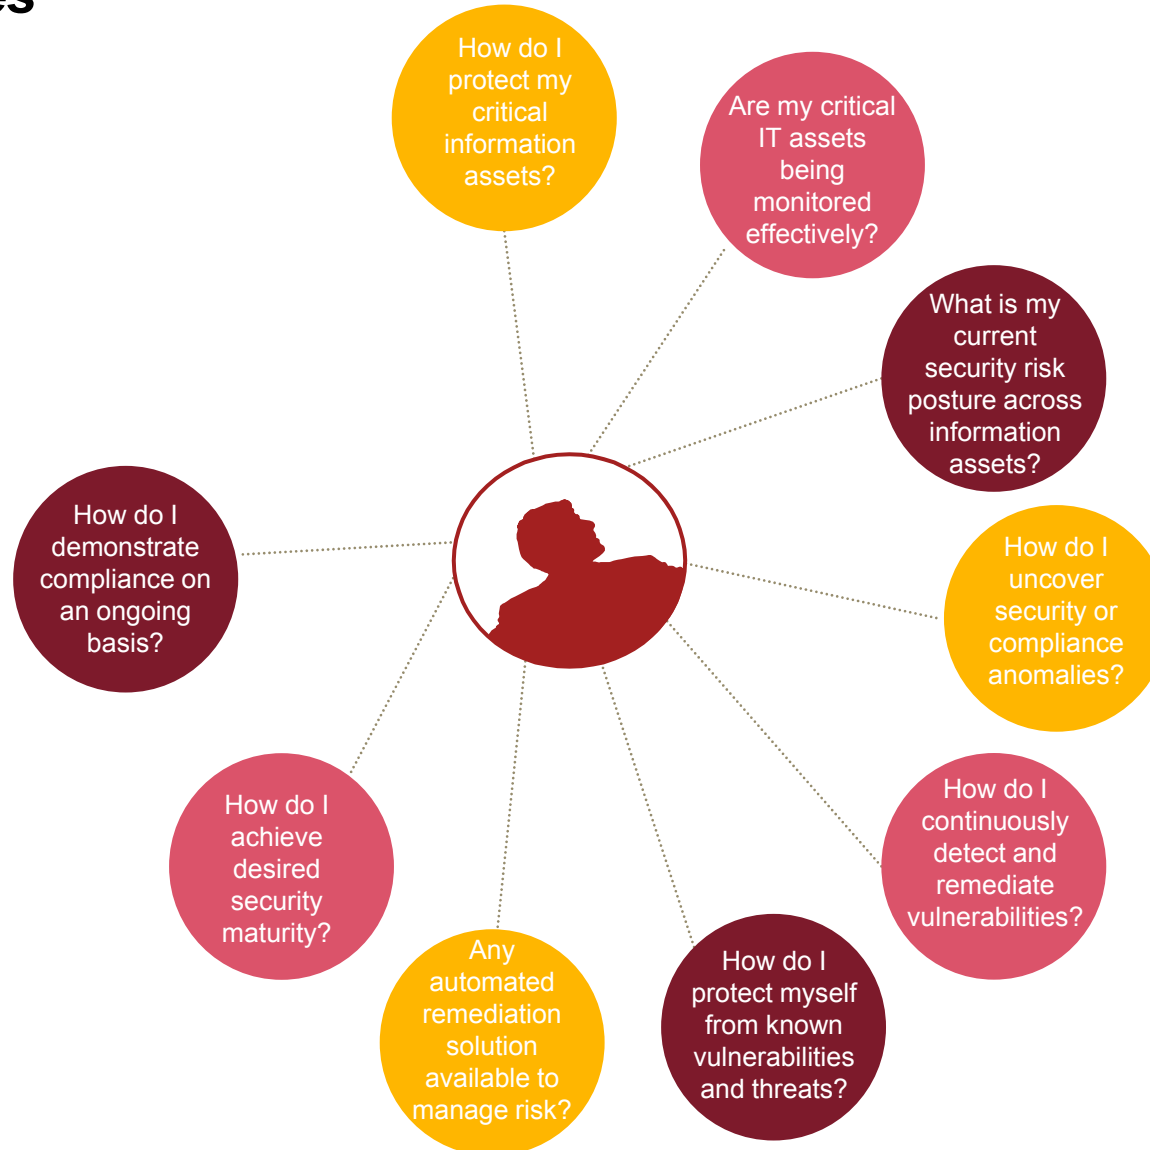 es
How do I
protect my
critical
information
assets?
Are my critical
IT assets
being
monitored
effectively?
What is my
current
security risk
posture across
information
assets?
How do I
uncover
security or
compliance
anomalies?
How do I
continuously
detect and
remediate
vulnerabilities?
How do I
protect myself
from known
vulnerabilities
and threats?
Any
automated
remediation
solution
available to
manage risk?
How do I
achieve
desired
security
maturity?
How do I
demonstrate
compliance on
an ongoing
basis?